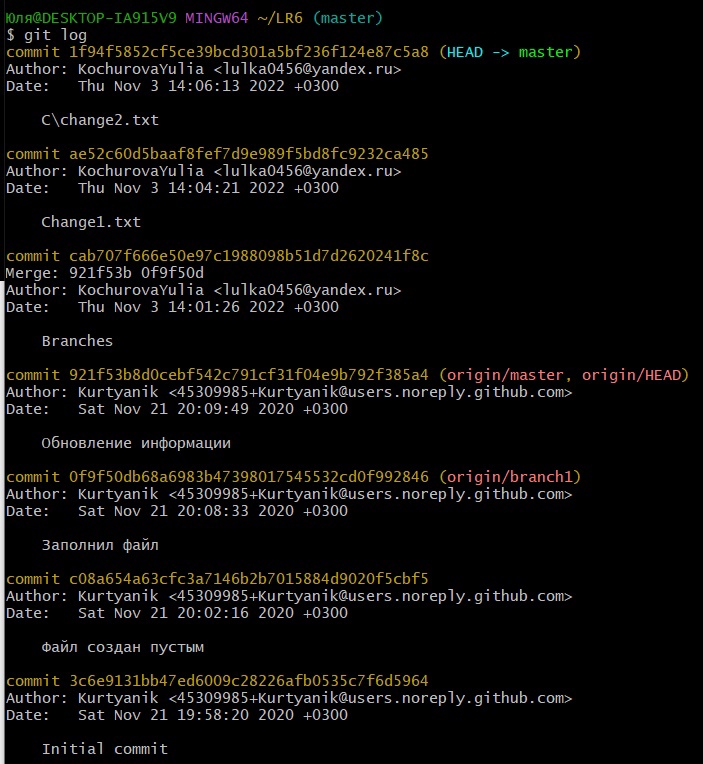 Юля@DESKTOP-IA915V9 MINGW64 ~/LR6 (master)
$ git log
commit 1f94f5852cf5ce39bcd301a5bf236f124e87c5a8 (HEAD -> master)
Author: KochurovaYulia <lulka0456@yandex.ru>
Date:   Thu Nov 3 14:06:13 2022 +0300
C\change2.txt
commit ae52c60d5baaf8fef7d9e989f5bd8fc9232ca485
Author: KochurovaYulia <lulka0456@yandex.ru>
Date:   Thu Nov 3 14:04:21 2022 +0300
Change1.txt
commit cab707f666e50e97c1988098b51d7d2620241f8c
Merge: 921f53b 0f9f50d
Author: KochurovaYulia <lulka0456@yandex.ru>
Date:   Thu Nov 3 14:01:26 2022 +0300
Branches
commit 921f53b8d0cebf542c791cf31f04e9b792f385a4 (origin/master, origin/HEAD)
Author: Kurtyanik <45309985+Kurtyanik@users.noreply.github.com>
Date:   Sat Nov 21 20:09:49 2020 +0300
Обновление информации
commit 0f9f50db68a6983b47398017545532cd0f992846 (origin/branch1)
Author: Kurtyanik <45309985+Kurtyanik@users.noreply.github.com>
Date:   Sat Nov 21 20:08:33 2020 +0300
Заполнил файл
commit c08a654a63cfc3a7146b2b7015884d9020f5cbf5
Author: Kurtyanik <45309985+Kurtyanik@users.noreply.github.com>
Date:   Sat Nov 21 20:02:16 2020 +0300
Файл создан пустым
commit 3c6e9131bb47ed6009c28226afb0535c7f6d5964
Author: Kurtyanik <45309985+Kurtyanik@users.noreply.github.com>
Date:   Sat Nov 21 19:58:20 2020 +0300
Initial commit